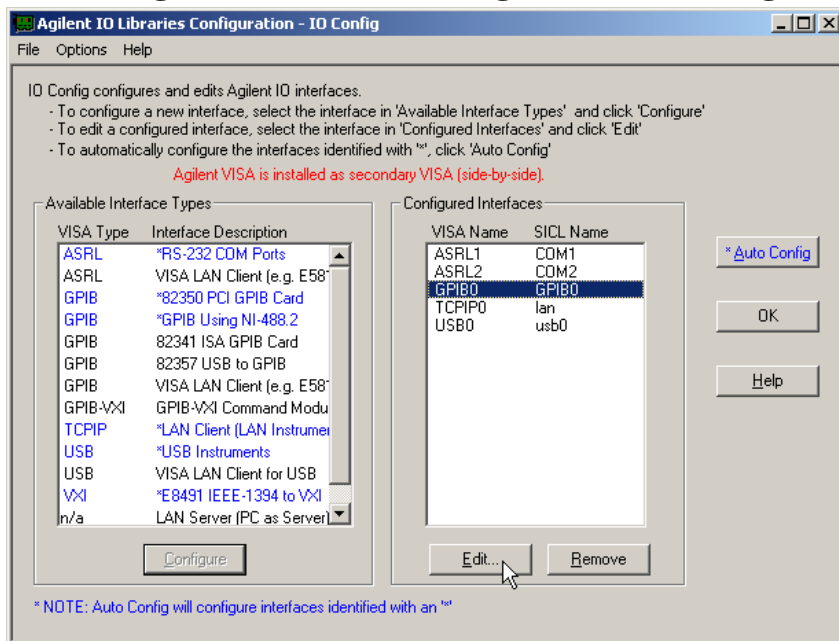 Agilent IO Libraries Configuration - IO Config
File Options Help
IO Config configures and edits Agilent IO interfaces.
- To configure a new interface, select the interface in 'Available Interface Types' and click 'Configure'
- To edit a configured interface, select the interface in 'Configured Interfaces' and click 'Edit'
- To automatically configure the interfaces identified with '*', click 'Auto Config'
Agilent VISA is installed as secondary VISA (side-by-side).
Available Interface Types
VISA Type Interface Description
ASRL *RS-232 COM Ports
ASRL VISA LAN Client (e.g. E581
GPIB *82350 PCI GPIB Card
GPIB *GPIB Using NI-488.2
GPIB 82341 ISA GPIB Card
GPIB 82357 USB to GPIB
GPIB VISA LAN Client (e.g. E581
GPIB-VXI GPIB-VXI Command Modu
TCPIP *LAN Client (LAN Instrumen
USB *USB Instruments
USB VISA LAN Client for USB
VXI *E8491 IEEE-1394 to VXI
n/a LAN Server (PC as Server)
Configure
Configured Interfaces
VISA Name SICL Name
ASRL1 COM1
ASRL2 COM2
GPIB0 GPIB0
TCPIP0 lan
USB0 usb0
Edit... Remove
* Auto Config
OK
Help
* NOTE: Auto Config will configure interfaces identified with an '*'